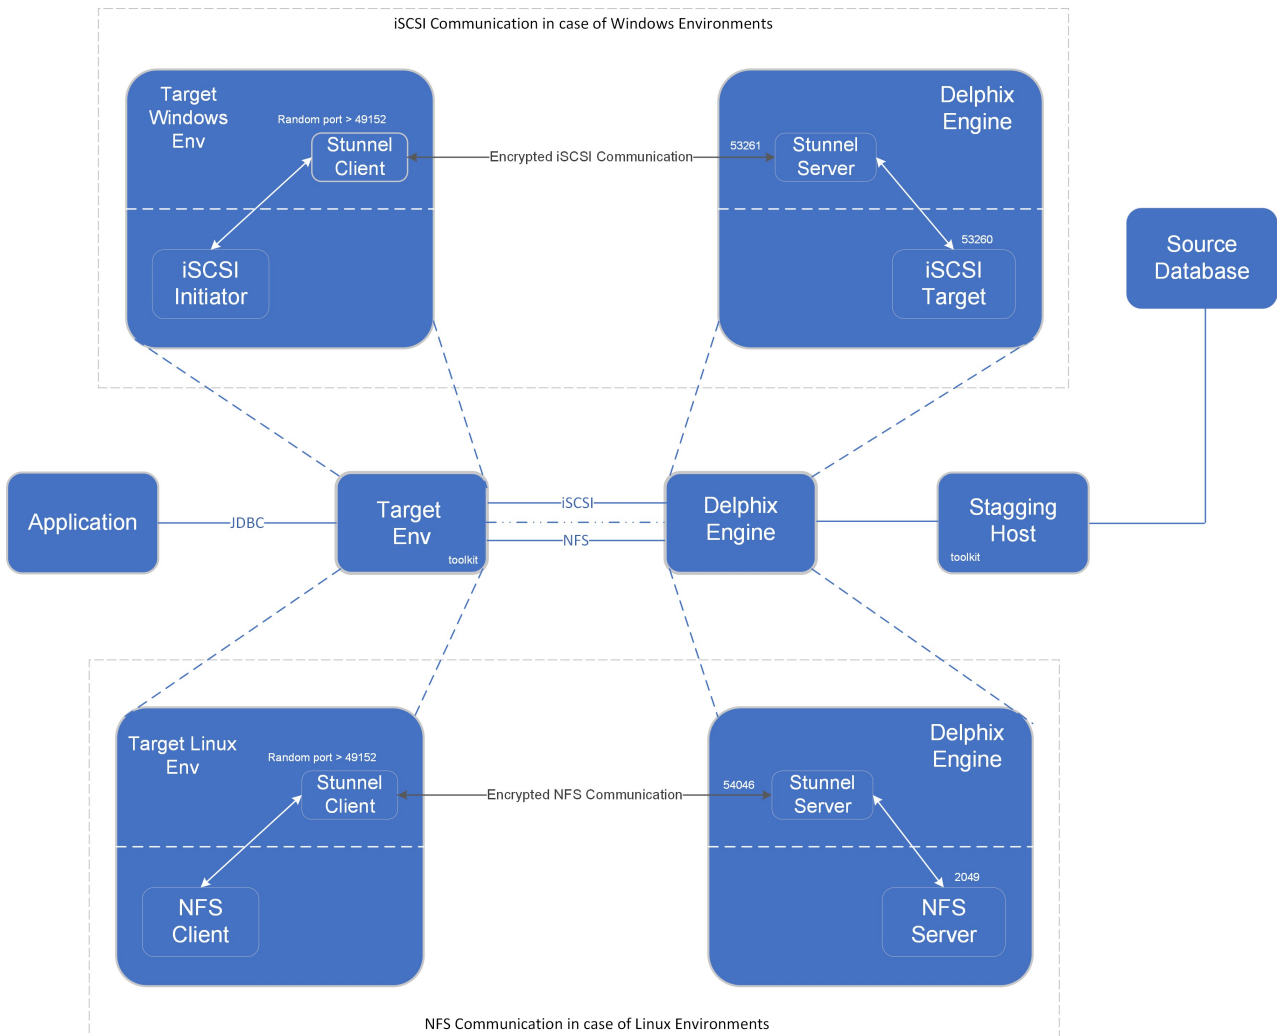 iSCSI Communication in case of Windows Environments
Target
Windows
Env
Random port > 49152
Stunnel
Client
Encrypted iSCSI Communication
53261
Stunnel
Server
Delphix
Engine
iSCSI
Initiator
53260
iSCSI
Target
Source
Database
Application
JDBC
Target
Env
toolkit
iSCSI
NFS
Delphix
Engine
Stagging
Host
toolkit
Target Linux
Env
Random port > 49152
Stunnel
Client
Encrypted NFS Communication
54046
Stunnel
Server
Delphix
Engine
NFS
Client
2049
NFS
Server
NFS Communication in case of Linux Environments